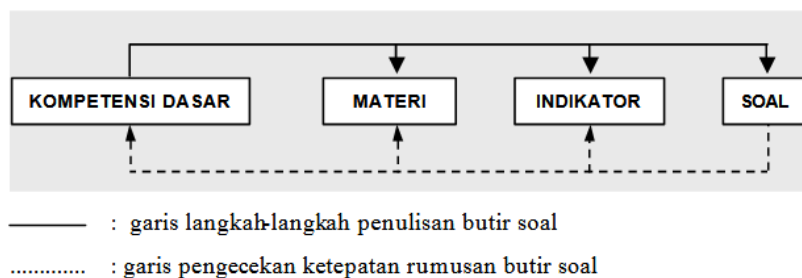 KOMPETENSI DASAR MATERI INDIKATOR SOAL
: garis langkah-langkah penulisan butir soal
............. : garis pengecekan ketepatan rumusan butir soal